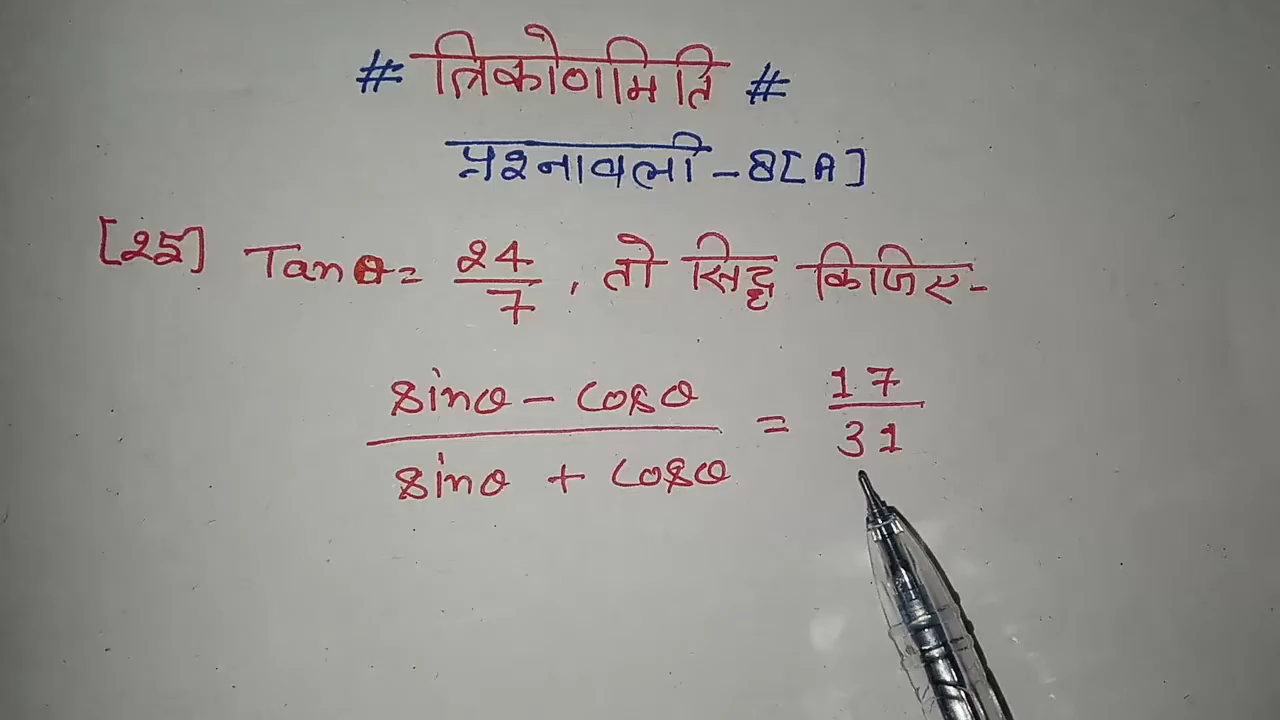 # त्रिकोणमिति #
प्रश्नावली - 8[A]
[25] Tanθ = 24/7, तो सिद्ध किजिए-
sinθ - cosθ / sinθ + cosθ = 17/31